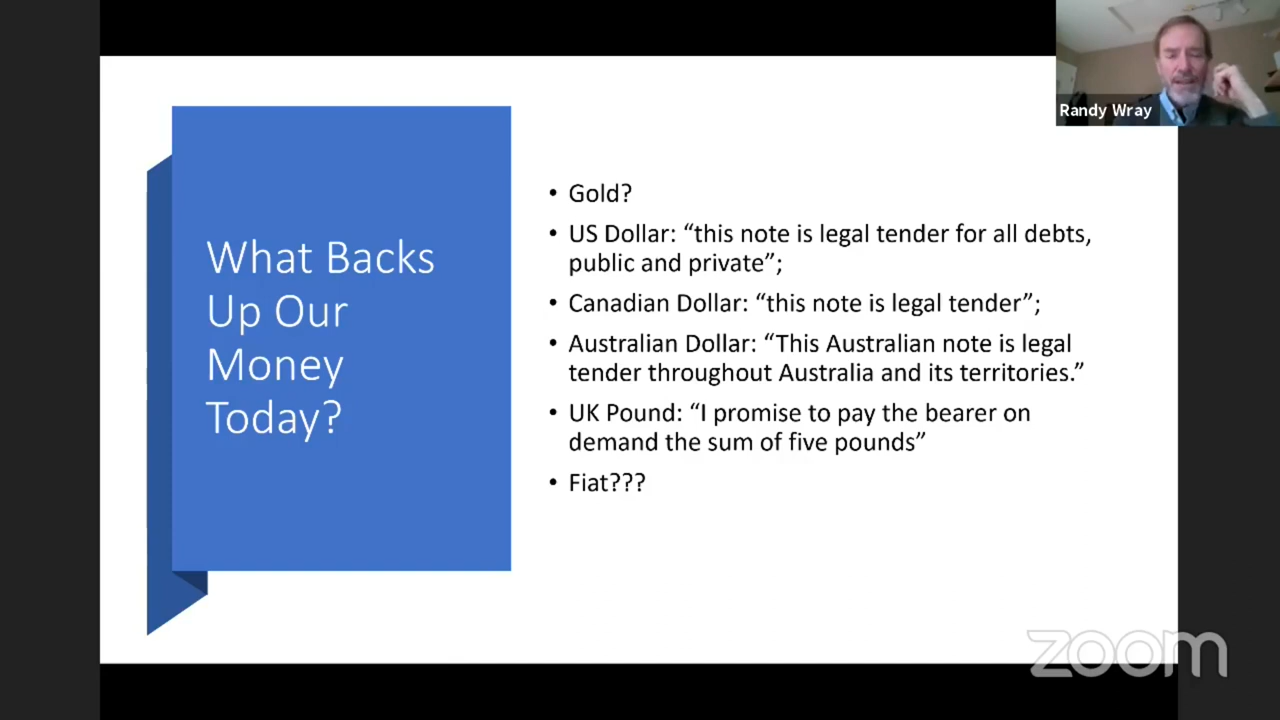 Randy Wray
What Backs
Up Our
Money
Today?
• Gold?
• US Dollar: “this note is legal tender for all debts,
public and private”;
• Canadian Dollar: “this note is legal tender”;
• Australian Dollar: “This Australian note is legal
tender throughout Australia and its territories.”
• UK Pound: “I promise to pay the bearer on
demand the sum of five pounds”
• Fiat???
zoom